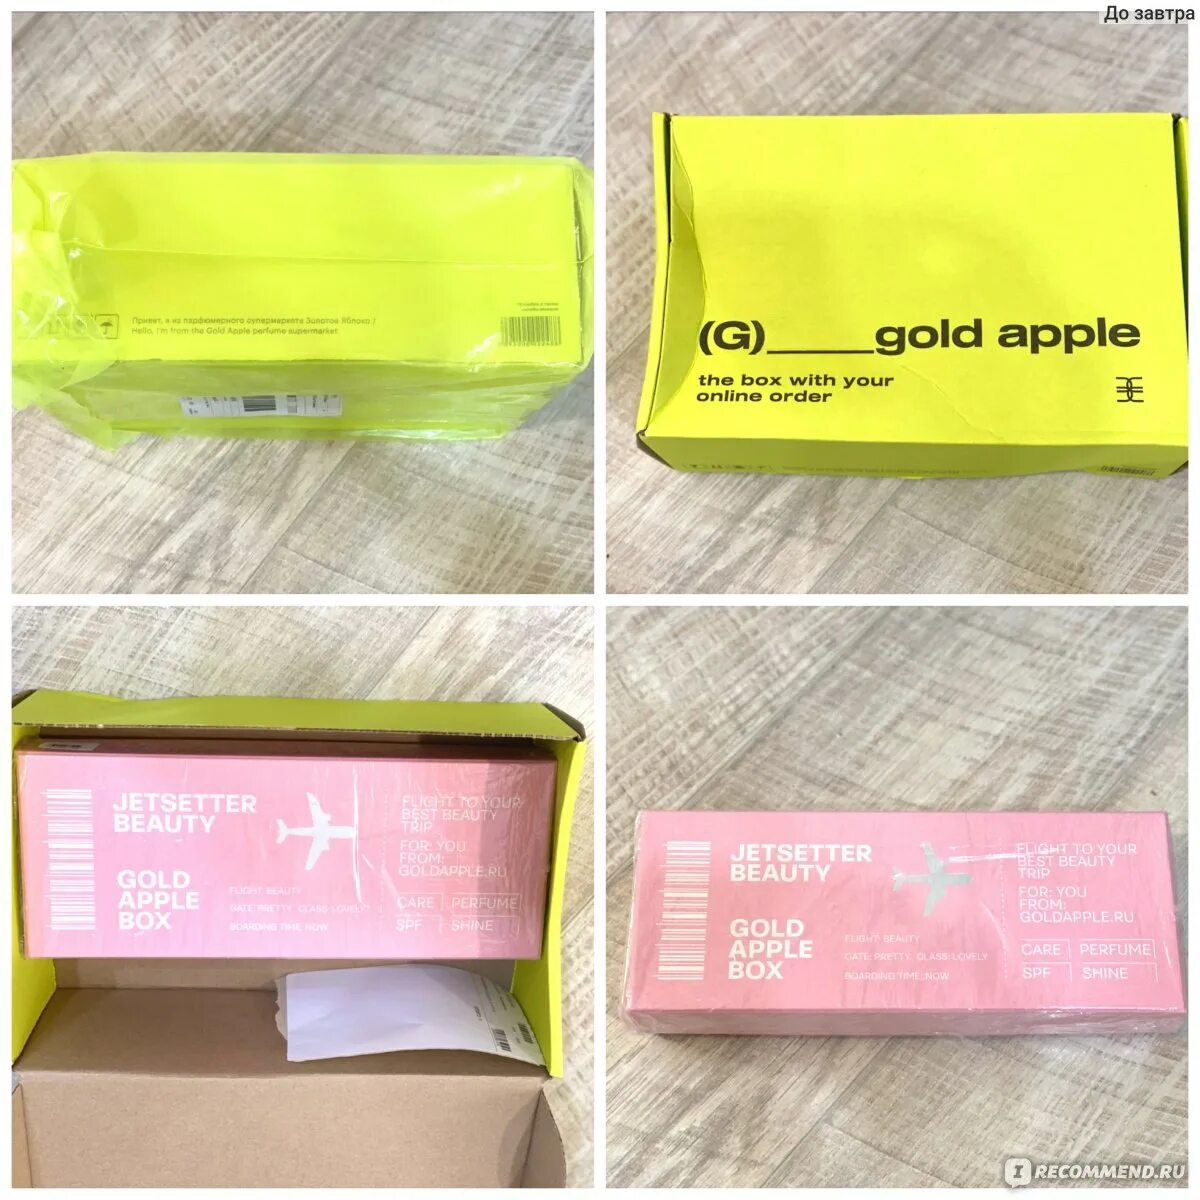 До завтра
Привет, я из парфюмерного супермаркета Золотое Яблоко /
Hello, I'm from the Gold Apple perfume supermarket
(G)____gold apple
the box with your
online order
JETSETTER
BEAUTY
GOLD
APPLE
BOX
FLIGHT: BEAUTY
GATE: PRETTY CLASS: LOVELY
BOARDING TIME: NOW
FLIGHT TO YOUR
BEST BEAUTY
TRIP
FOR: YOU
FROM:
GOLDAPPLE.RU
CARE PERFUME
SPF SHINE
JETSETTER
BEAUTY
GOLD
APPLE
BOX
FLIGHT: BEAUTY
GATE: PRETTY CLASS: LOVELY
BOARDING TIME: NOW
FLIGHT TO YOUR
BEST BEAUTY
TRIP
FOR: YOU
FROM:
GOLDAPPLE.RU
CARE PERFUME
SPF SHINE
IRECOMMEND.RU